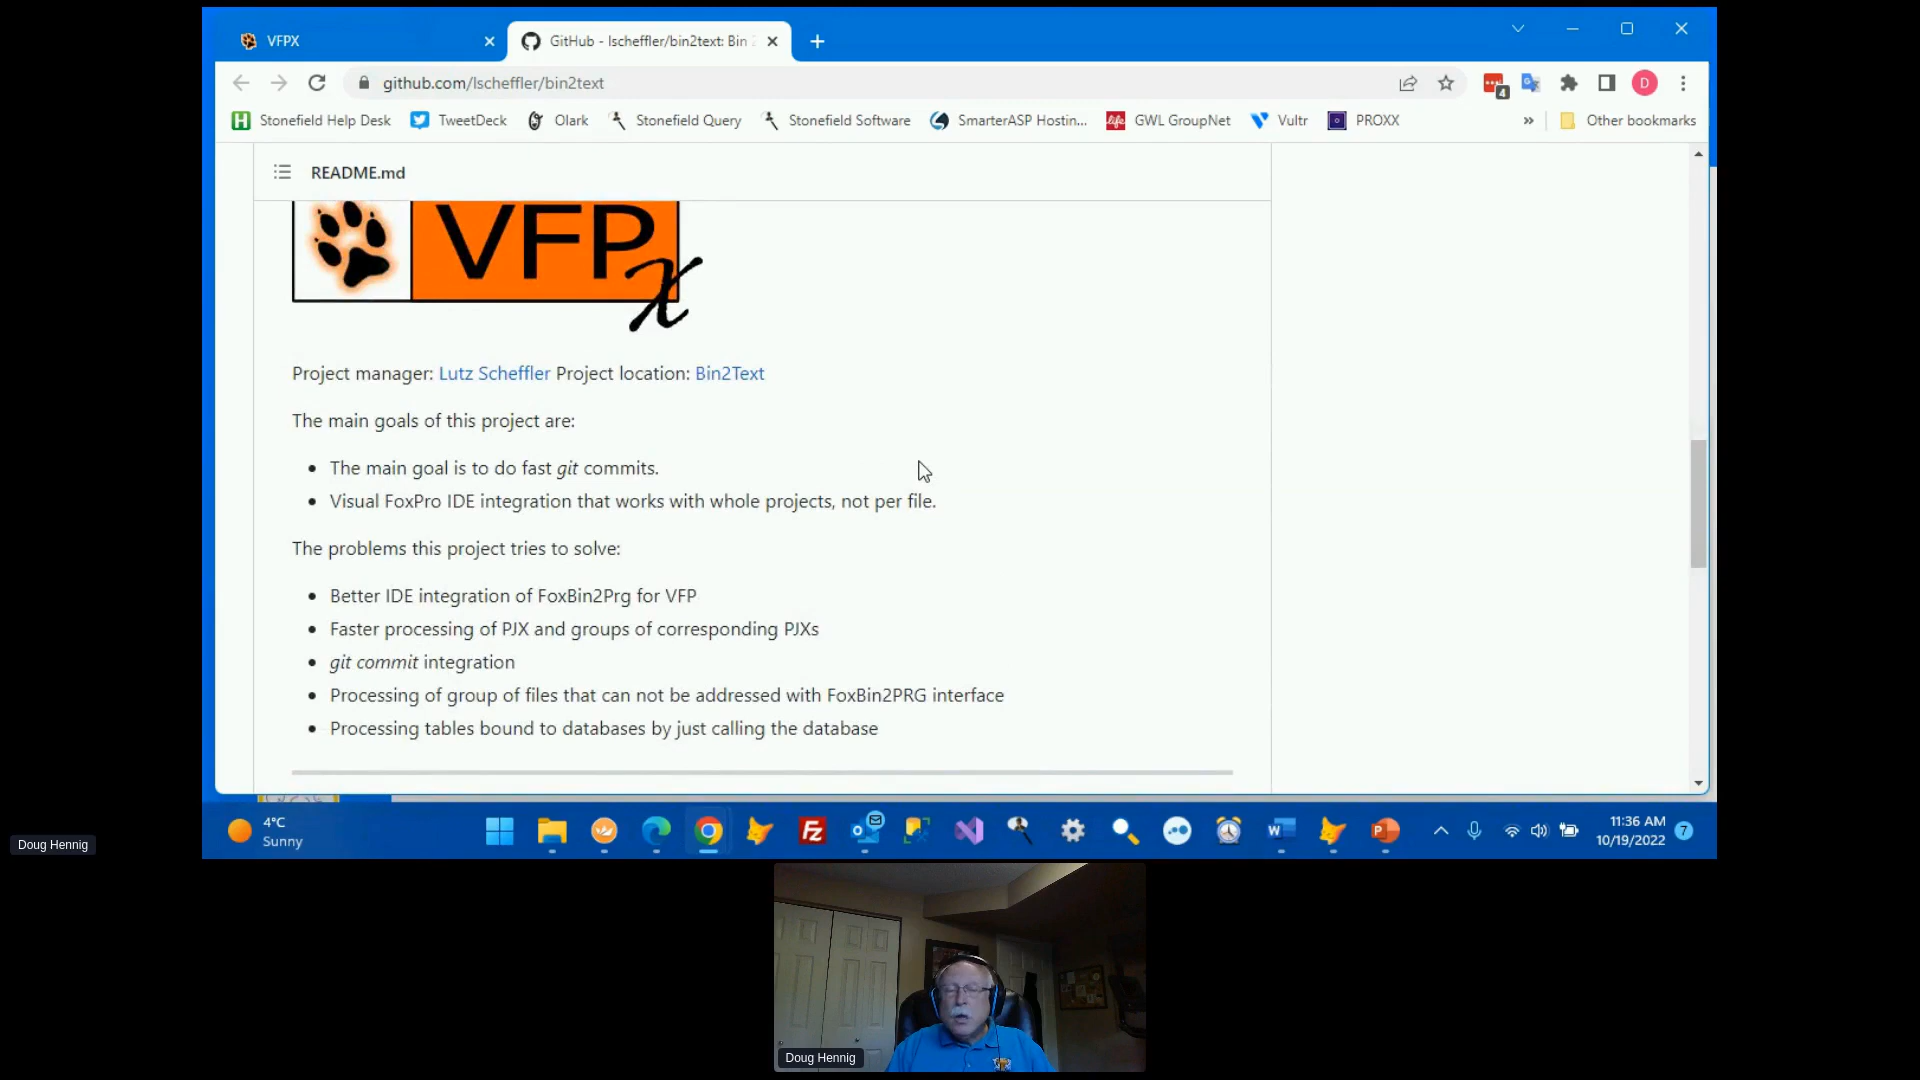 VFPX
GitHub - lscheffler/bin2text: Bin
github.com/lscheffler/bin2text
4
D
Stonefield Help Desk
TweetDeck
Olark
Stonefield Query
Stonefield Software
SmarterASP Hostin...
life
GWL GroupNet
Vultr
PROXX
»
Other bookmarks
README.md
VFPx
Project manager: Lutz Scheffler Project location: Bin2Text
The main goals of this project are:
• The main goal is to do fast git commits.
• Visual FoxPro IDE integration that works with whole projects, not per file.
The problems this project tries to solve:
• Better IDE integration of FoxBin2Prg for VFP
• Faster processing of PJX and groups of corresponding PJXs
• git commit integration
• Processing of group of files that can not be addressed with FoxBin2PRG interface
• Processing tables bound to databases by just calling the database
4°C
Sunny
11:36 AM
10/19/2022
7
Doug Hennig
Doug Hennig